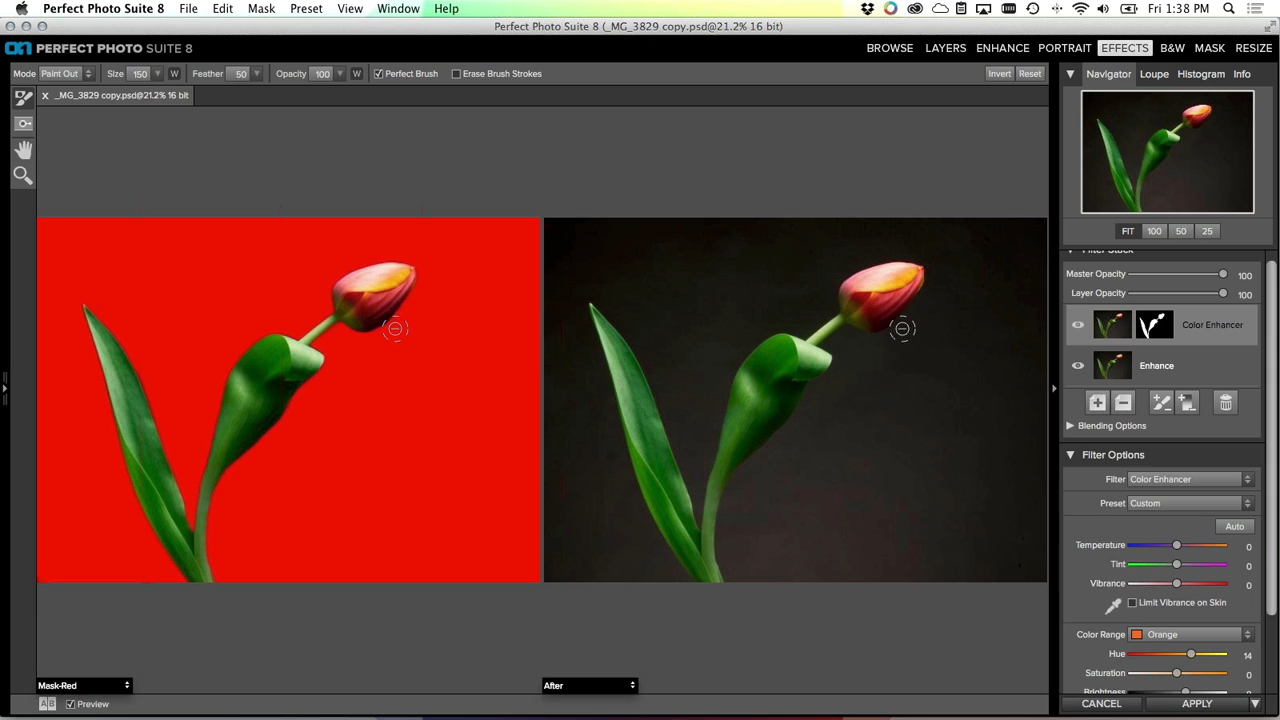 Perfect Photo Suite 8 File Edit Mask Preset View Window Help Fri 1:38 PM
Perfect Photo Suite 8 (_MG_3829 copy.psd@21.2% 16 bit)
on PERFECT PHOTO SUITE 8 BROWSE LAYERS ENHANCE PORTRAIT EFFECTS B&W MASK RESIZE
Mode Paint Out Size 150 W Feather 50 Opacity 100 W Perfect Brush Erase Brush Strokes Invert Reset
Navigator Loupe Histogram Info
x _MG_3829 copy.psd@21.2% 16 bit
FIT 100 50 25
Filter Stack
Master Opacity 100
Layer Opacity 100
Color Enhancer
Enhance
Blending Options
Filter Options
Filter Color Enhancer
Preset Custom
Auto
Temperature 0
Tint 0
Vibrance 0
Limit Vibrance on Skin
Color Range Orange
Hue 14
Saturation 0
Brightness
Mask-Red After
A B Preview CANCEL APPLY